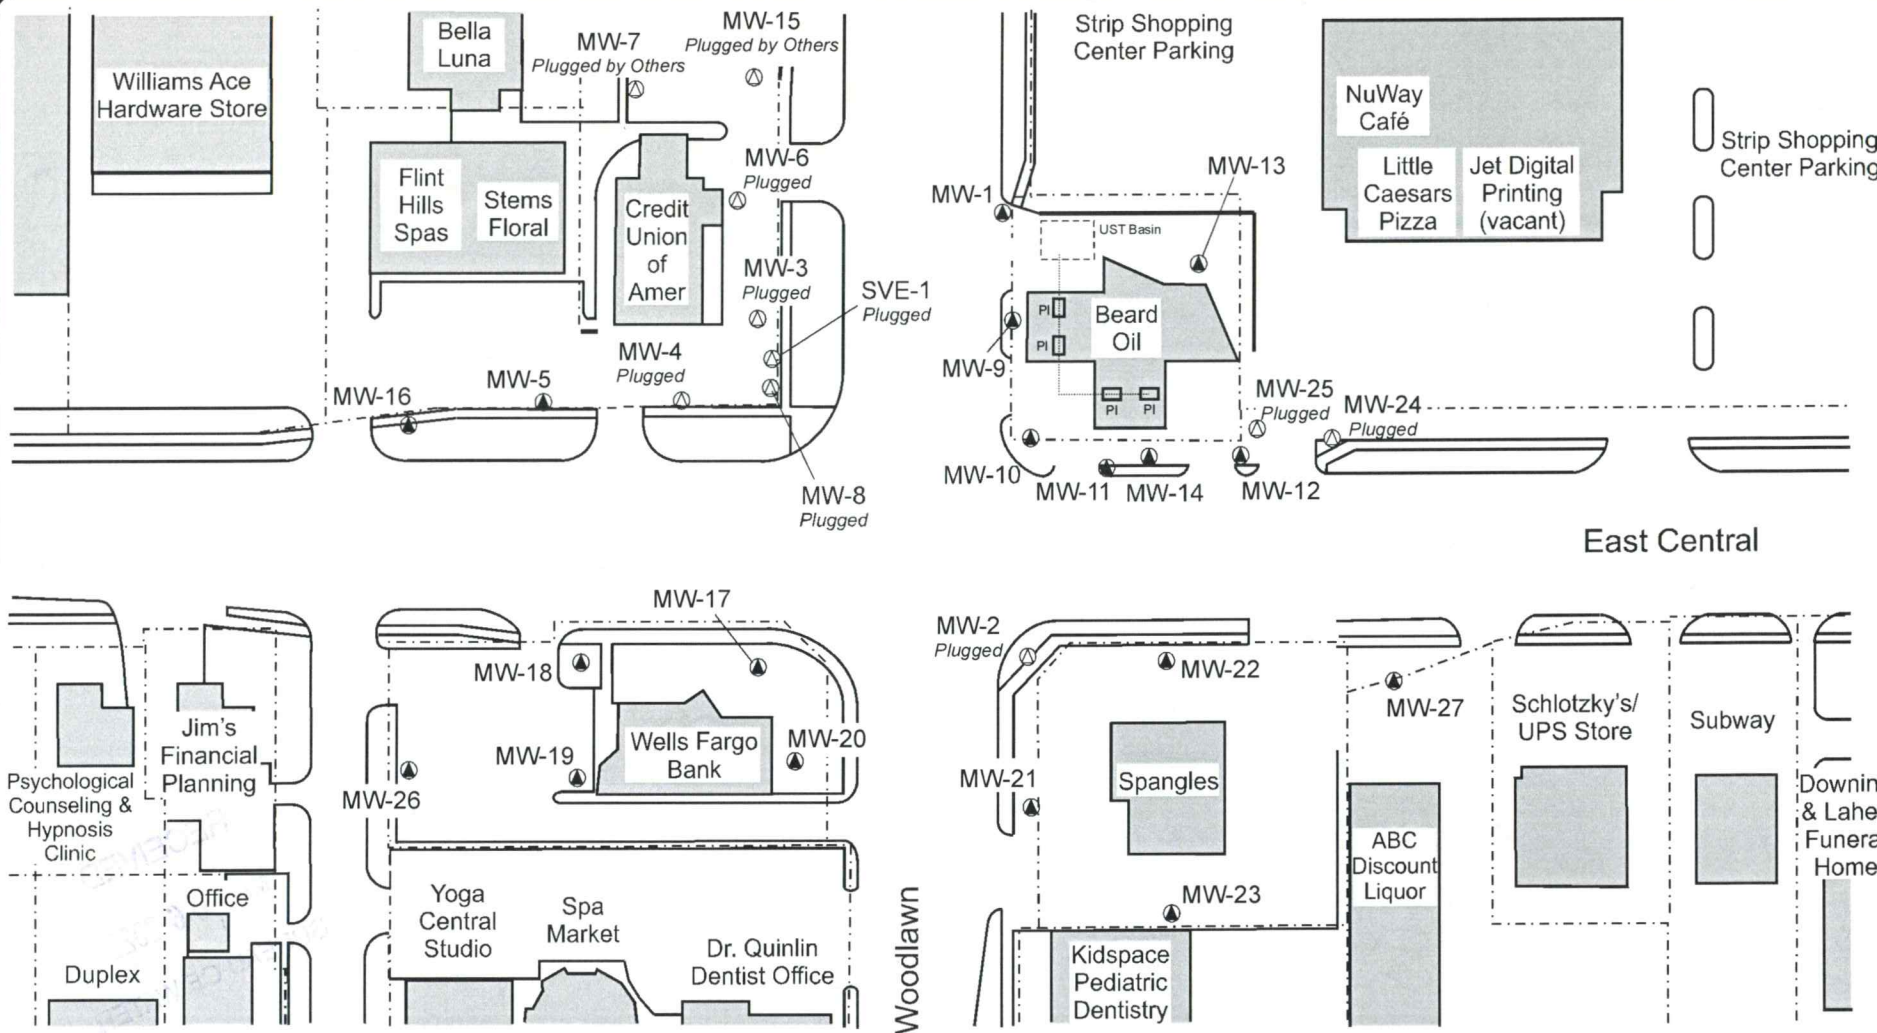 Williams Ace
Hardware Store
Bella
Luna
MW-7
Plugged by Others
MW-15
Plugged by Others
Strip Shopping
Center Parking
NuWay
Café
Little
Caesars
Pizza
Jet Digital
Printing
(vacant)
Strip Shopping
Center Parking
Flint
Hills
Spas
Stems
Floral
Credit
Union
of
Amer
MW-6
Plugged
MW-3
Plugged
SVE-1
Plugged
MW-4
Plugged
MW-5
MW-16
MW-8
Plugged
MW-1
MW-13
UST Basin
PI
PI
Beard
Oil
PI
PI
MW-9
MW-25
Plugged
MW-24
Plugged
MW-10
MW-11
MW-14
MW-12
East Central
MW-17
MW-18
MW-19
Wells Fargo
Bank
MW-20
MW-26
Jim's
Financial
Planning
Psychological
Counseling &
Hypnosis
Clinic
Office
Duplex
Yoga
Central
Studio
Spa
Market
Dr. Quinlin
Dentist Office
Woodlawn
MW-2
Plugged
MW-22
MW-27
MW-21
Spangles
MW-23
Kidspace
Pediatric
Dentistry
ABC
Discount
Liquor
Schlotzky's/
UPS Store
Subway
Downin
& Lahe
Funera
Home